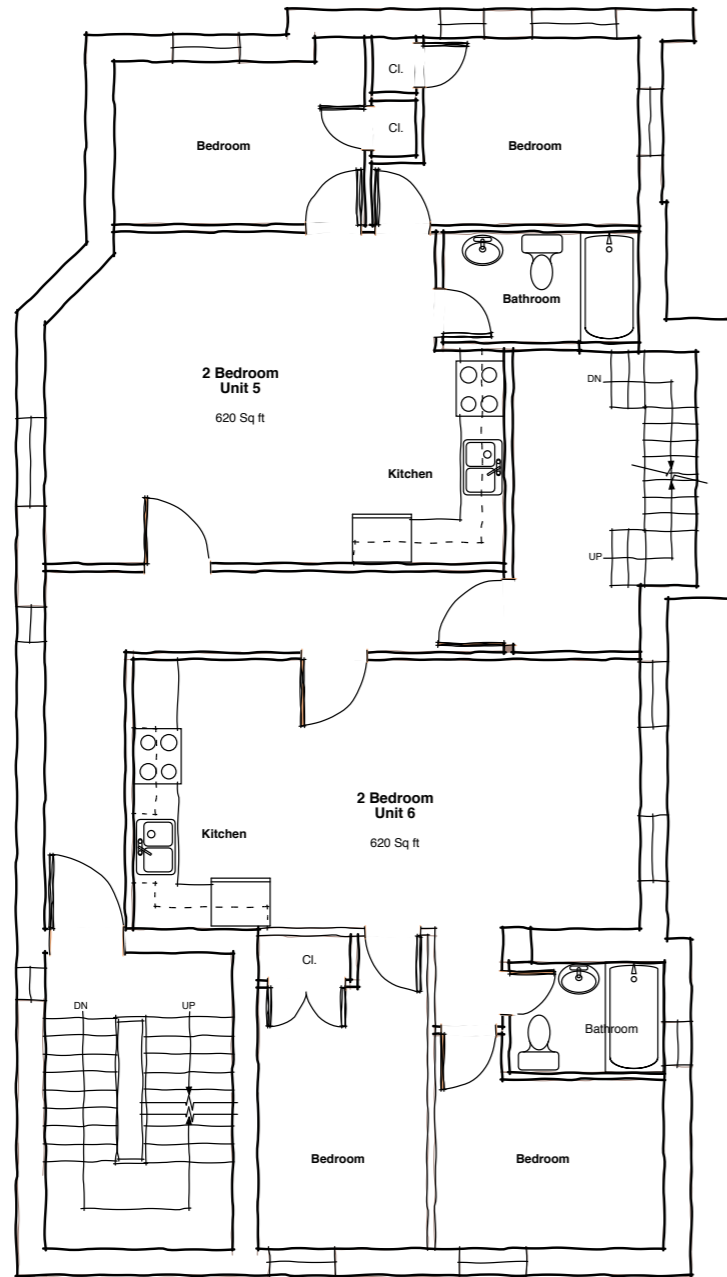 Cl.
Cl.
Bedroom
Bedroom
Bathroom
2 Bedroom
Unit 5
620 Sq ft
DN
Kitchen
UP
2 Bedroom
Unit 6
620 Sq ft
Kitchen
Cl.
DN
UP
Bathroom
Bedroom
Bedroom